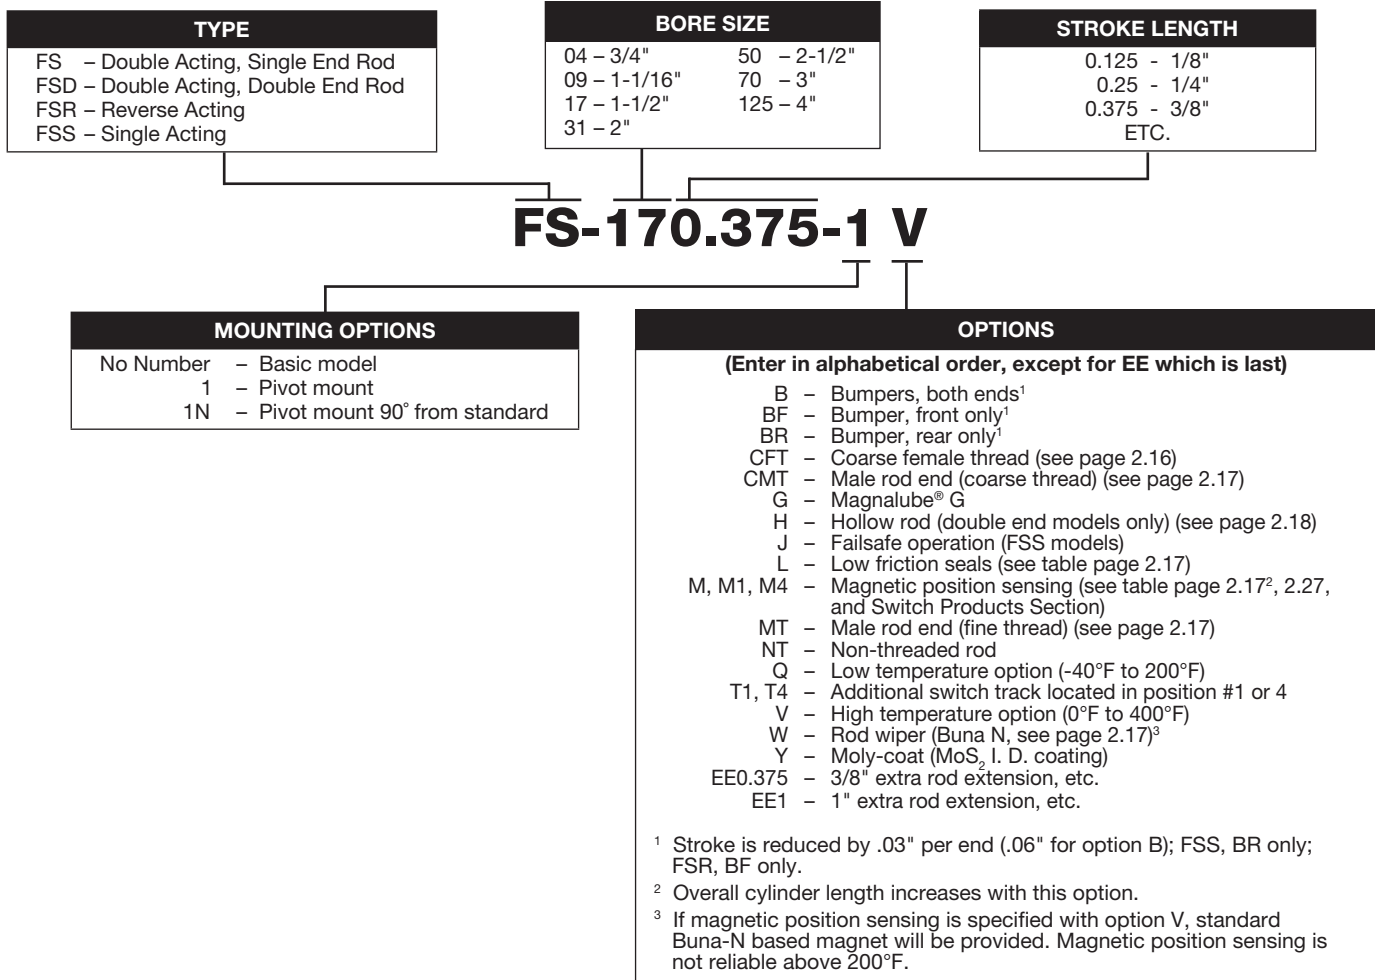 TYPE
FS – Double Acting, Single End Rod
FSD – Double Acting, Double End Rod
FSR – Reverse Acting
FSS – Single Acting
BORE SIZE
04 – 3/4" 50 – 2-1/2"
09 – 1-1/16" 70 – 3"
17 – 1-1/2" 125 – 4"
31 – 2"
STROKE LENGTH
0.125 - 1/8"
0.25 - 1/4"
0.375 - 3/8"
ETC.
FS-170.375-1 V
MOUNTING OPTIONS
No Number – Basic model
1 – Pivot mount
1N – Pivot mount 90° from standard
OPTIONS
(Enter in alphabetical order, except for EE which is last)
B – Bumpers, both ends¹
BF – Bumper, front only¹
BR – Bumper, rear only¹
CFT – Coarse female thread (see page 2.16)
CMT – Male rod end (coarse thread) (see page 2.17)
G – Magnalube® G
H – Hollow rod (double end models only) (see page 2.18)
J – Failsafe operation (FSS models)
L – Low friction seals (see table page 2.17)
M, M1, M4 – Magnetic position sensing (see table page 2.17², 2.27,
and Switch Products Section)
MT – Male rod end (fine thread) (see page 2.17)
NT – Non-threaded rod
Q – Low temperature option (-40°F to 200°F)
T1, T4 – Additional switch track located in position #1 or 4
V – High temperature option (0°F to 400°F)
W – Rod wiper (Buna N, see page 2.17)³
Y – Moly-coat (MoS₂ I. D. coating)
EE0.375 – 3/8" extra rod extension, etc.
EE1 – 1" extra rod extension, etc.
¹ Stroke is reduced by .03" per end (.06" for option B); FSS, BR only;
FSR, BF only.
² Overall cylinder length increases with this option.
³ If magnetic position sensing is specified with option V, standard
Buna-N based magnet will be provided. Magnetic position sensing is
not reliable above 200°F.